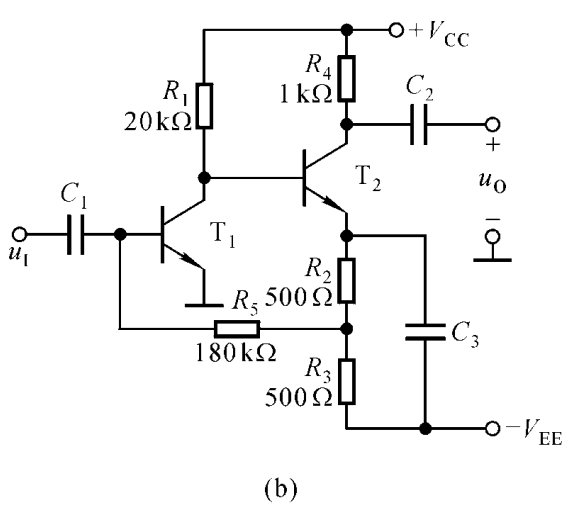 +V_CC
R_4
1 kΩ
C_2
R_1
20 kΩ
+
T_2
u_O
−
C_1
T_1
u_I
R_2
500 Ω
R_5
180 kΩ
C_3
R_3
500 Ω
−V_EE
(b)